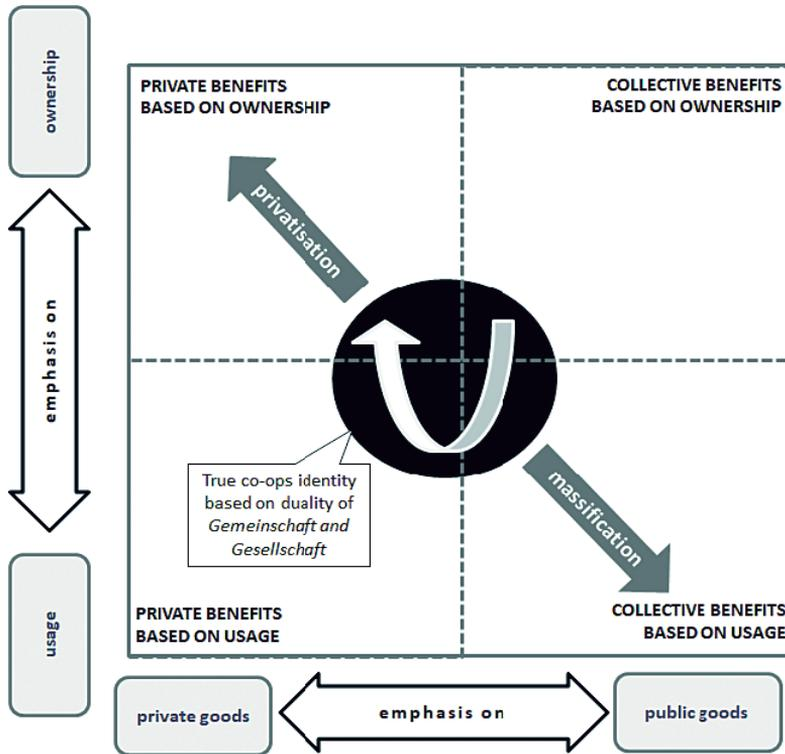 ownership
PRIVATE BENEFITS
BASED ON OWNERSHIP
COLLECTIVE BENEFITS
BASED ON OWNERSHIP
privatisation
emphasis on
True co-ops identity
based on duality of
Gemeinschaft and
Gesellschaft
massification
usage
PRIVATE BENEFITS
BASED ON USAGE
COLLECTIVE BENEFITS
BASED ON USAGE
private goods
emphasis on
public goods